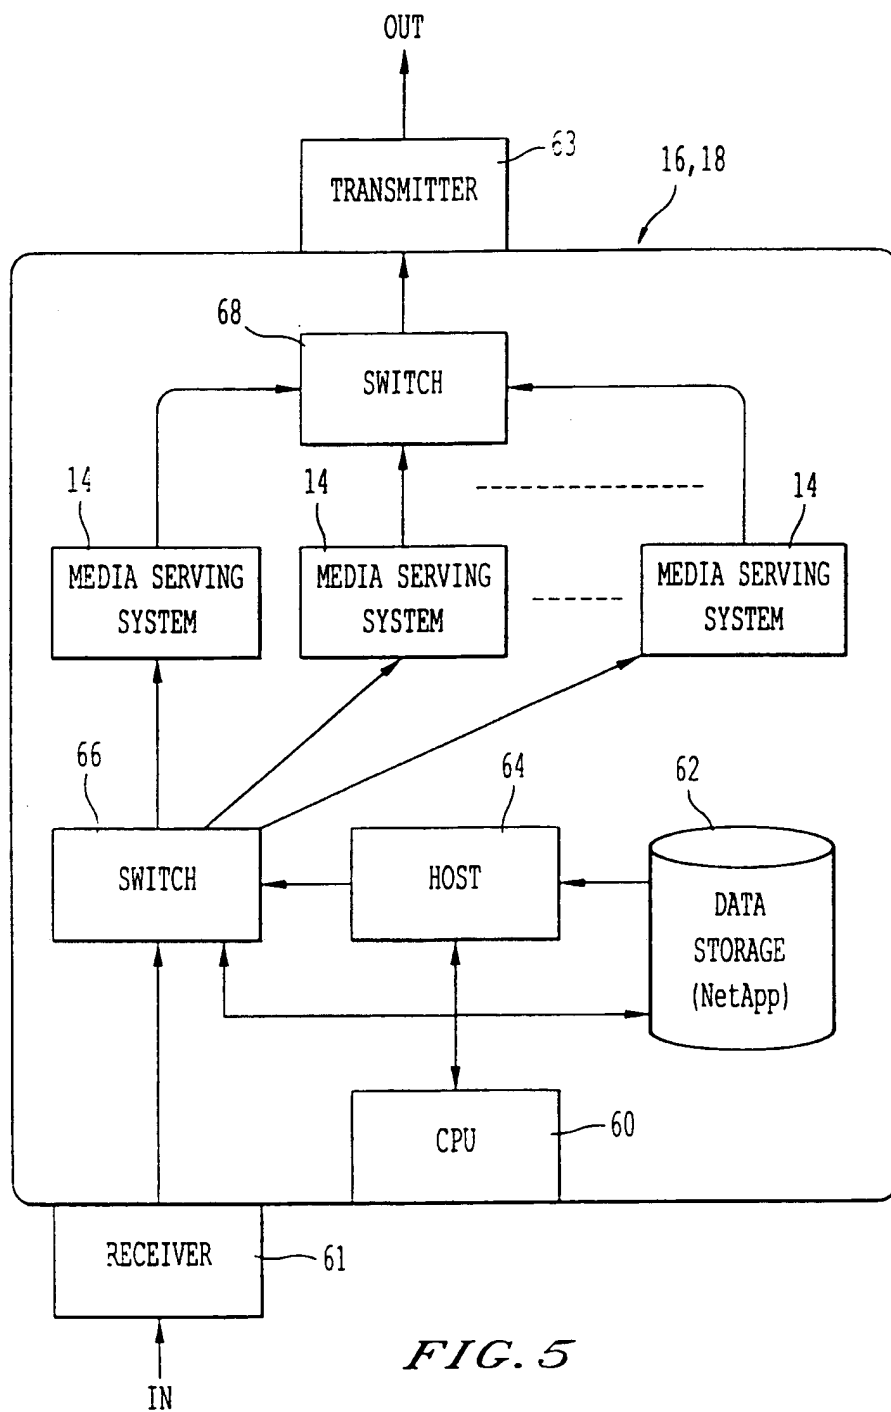 OUT
63
16,18
TRANSMITTER
68
SWITCH
14
14
14
MEDIA SERVING
SYSTEM
MEDIA SERVING
SYSTEM
MEDIA SERVING
SYSTEM
66
64
62
SWITCH
HOST
DATA
STORAGE
(NetApp)
CPU
60
RECEIVER
61
IN
FIG. 5